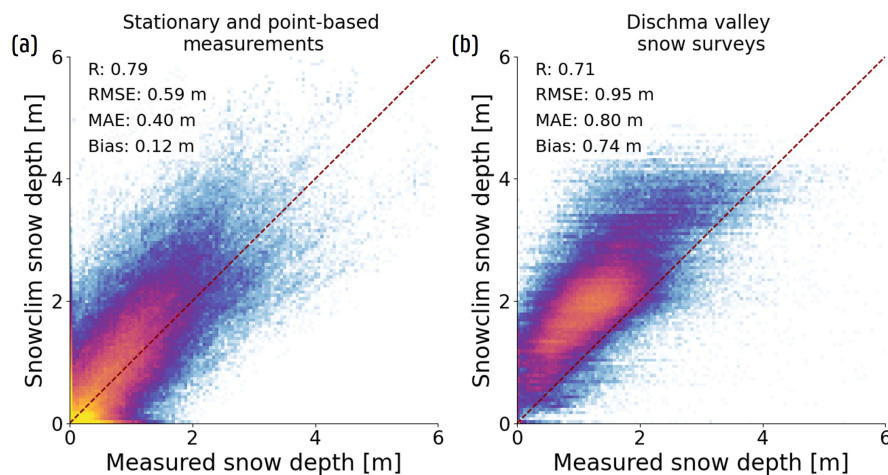 (a)
Stationary and point-based
measurements
R: 0.79
RMSE: 0.59 m
MAE: 0.40 m
Bias: 0.12 m
Snowclim snow depth [m]
6
4
2
0
0 2 4 6
Measured snow depth [m]
(b)
Dischma valley
snow surveys
R: 0.71
RMSE: 0.95 m
MAE: 0.80 m
Bias: 0.74 m
Snowclim snow depth [m]
6
4
2
0
0 2 4 6
Measured snow depth [m]